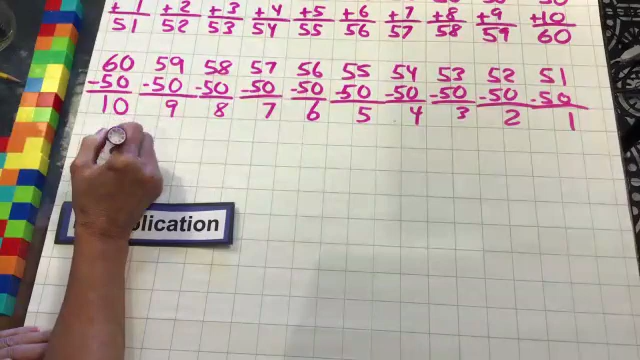 + 1 + 2 + 3 + 4 +5 + 6 + 7 +8 + 9 +10
51 52 53 54 55 56 57 58 59 60
60 59 58 57 56 55 54 53 52 51
-50 -50 -50 -50 -50 -50 -50 -50 -50 -50
10 9 8 7 6 5 4 3 2 1